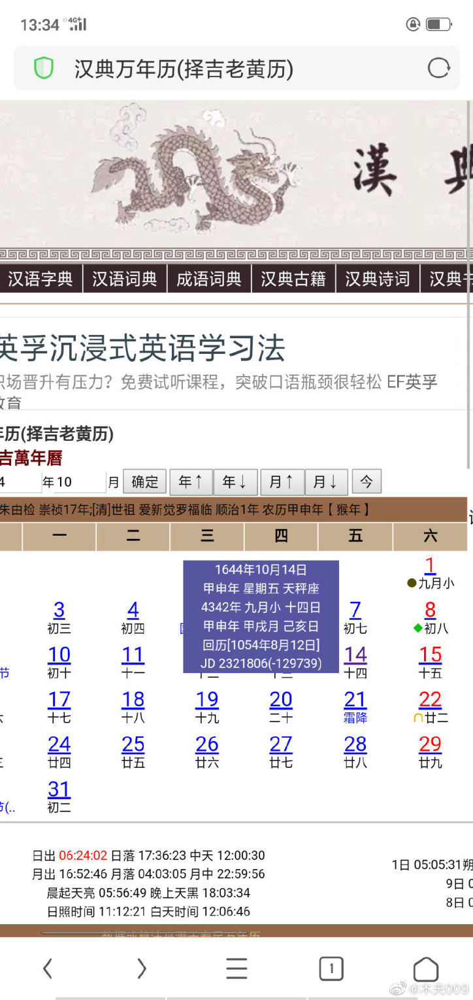 13:34 4G+
汉典万年历(择吉老黄历)
漢 典
汉语字典 汉语词典 成语词典 汉典古籍 汉典诗词 汉典
英孚沉浸式英语学习法
职场晋升有压力？免费试听课程，突破口语瓶颈很轻松 EF英孚
教育
年历(择吉老黄历)
吉萬年曆
4 年 10 月 确定 年↑ 年↓ 月↑ 月↓ 今
朱由检 崇祯17年;[清]世祖 爱新觉罗福临 顺治1年 农历甲申年【 猴年 】
一 二 三 四 五 六
1644年10月14日
甲申年 星期五 天秤座
4342年 九月小 十四日
甲申年 甲戌月 己亥日
回历[1054年8月12日]
JD 2321806(-129739)
1
九月小
3 4 7 8
初三 初四 初七 初八
10 11 14 15
节 初十 十一 十四 十五
17 18 19 20 21 22
十七 十八 十九 二十 霜降 廿二
24 25 26 27 28 29
廿四 廿五 廿六 廿七 廿八 廿九
31
节(.. 初二
日出 06:24:02 日落 17:36:23 中天 12:00:30
月出 16:52:46 月落 04:03:05 月中 22:59:56
晨起天亮 05:56:49 晚上天黑 18:03:34
日照时间 11:12:21 白天时间 12:06:46
1日 05:05:31朔
9日
8日
1
@木夫009